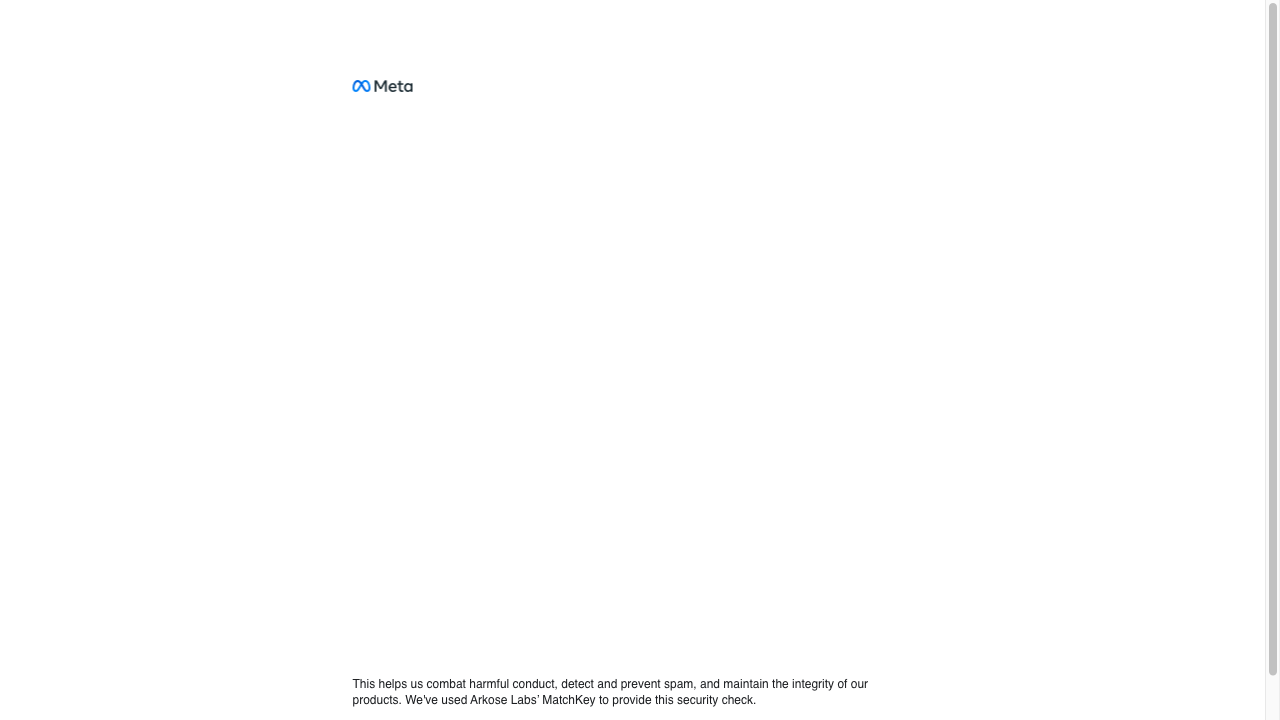 Meta
This helps us combat harmful conduct, detect and prevent spam, and maintain the integrity of our
products. We've used Arkose Labs’ MatchKey to provide this security check.